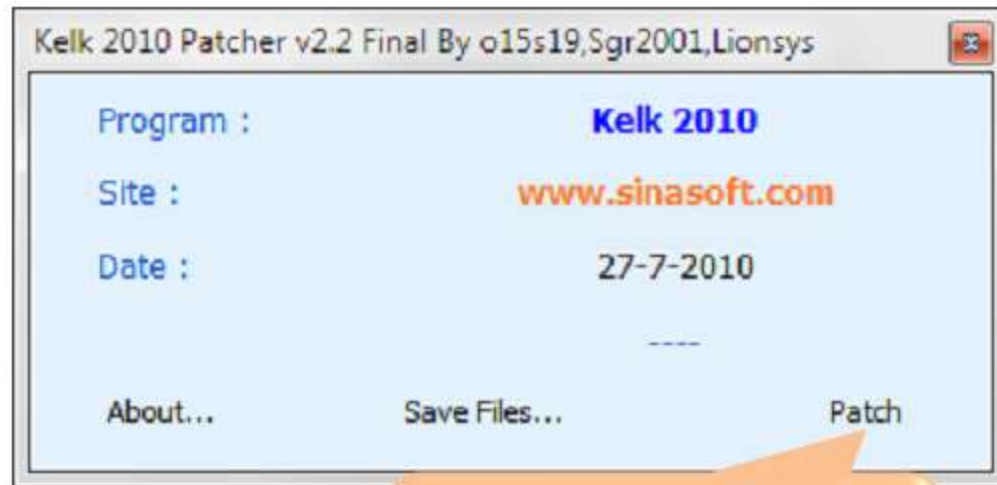 Kelk 2010 Patcher v2.2 Final By o15s19,Sgr2001,Lionsys
Program : Kelk 2010
Site : www.sinasoft.com
Date : 27-7-2010
----
About... Save Files... Patch